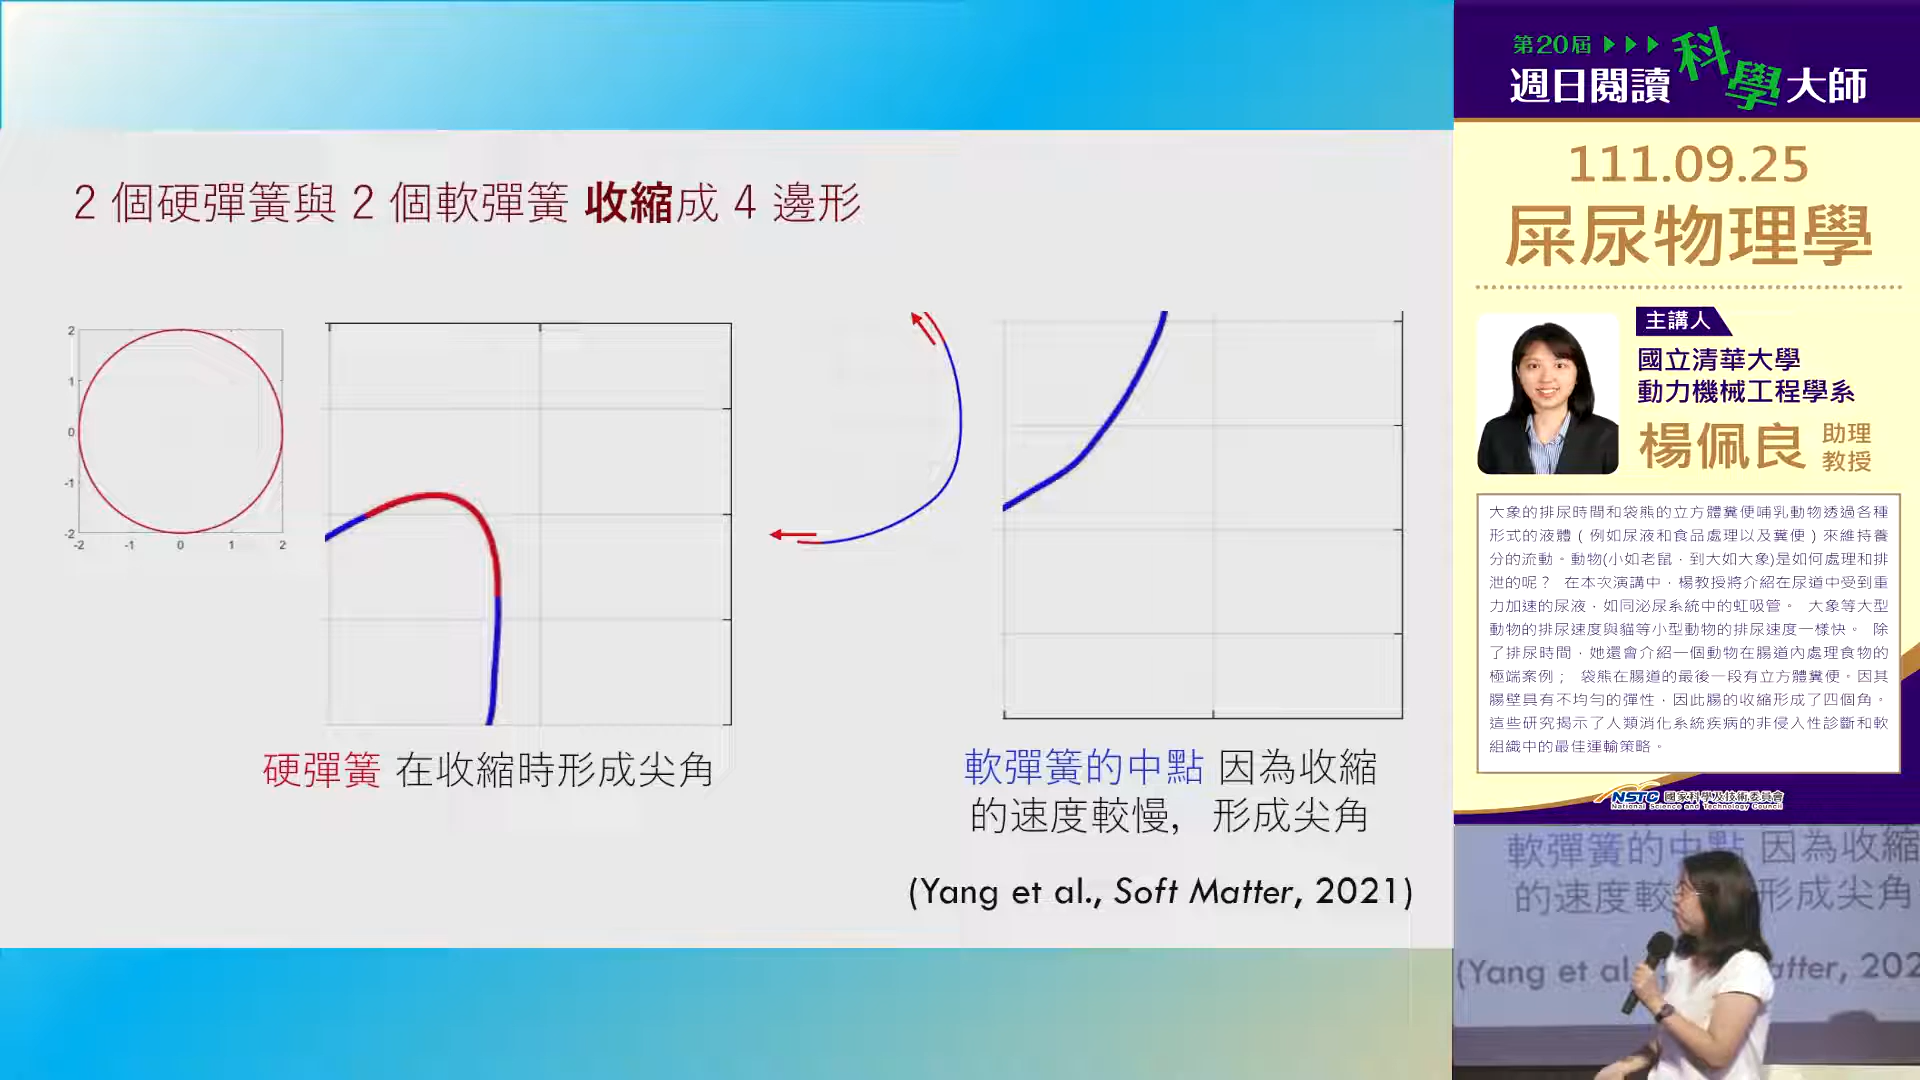 2 個硬彈簧與 2 個軟彈簧 收縮成 4 邊形
2
1
0
-1
-2
-2 -1 0 1 2
硬彈簧 在收縮時形成尖角
軟彈簧的中點 因為收縮
的速度較慢, 形成尖角
(Yang et al., Soft Matter, 2021)
第20屆
週日閱讀科學大師
111.09.25
屎尿物理學
主講人
國立清華大學
動力機械工程學系
楊佩良 助理
教授
大象的排尿時間和袋熊的立方體糞便哺乳動物透過各種
形式的液體(例如尿液和食品處理以及糞便)來維持養
分的流動。動物(小如老鼠,到大如大象)是如何處理和排
泄的呢? 在本次演講中,楊教授將介紹在尿道中受到重
力加速的尿液,如同泌尿系統中的虹吸管。 大象等大型
動物的排尿速度與貓等小型動物的排尿速度一樣快。 除
了排尿時間,她還會介紹一個動物在腸道內處理食物的
極端案例; 袋熊在腸道的最後一段有立方體糞便。因其
腸壁具有不均勻的彈性,因此腸的收縮形成了四個角。
這些研究揭示了人類消化系統疾病的非侵入性診斷和軟
組織中的最佳運輸策略。
NSTC 國家科學及技術委員會
National Science and Technology Council
軟彈簧的中點 因為收縮
的速度較 形成尖角
(Yang et al atter, 202